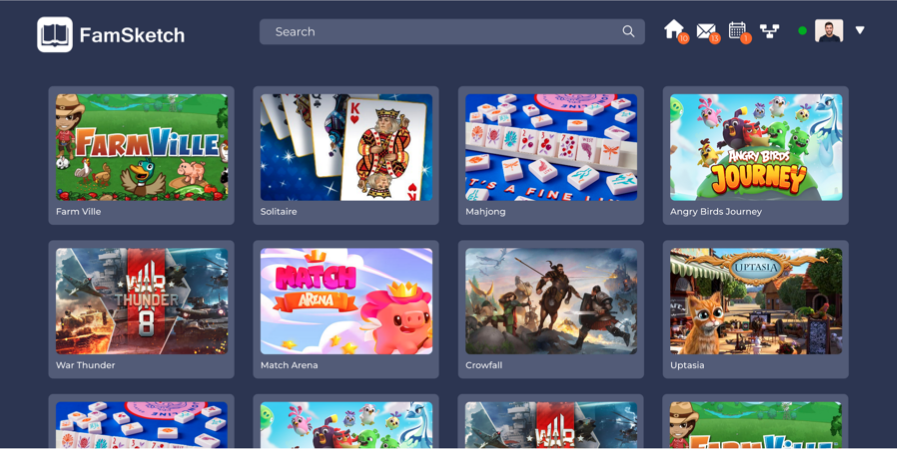 FamSketch
Search
10
13
1
FARMVILLE
K
K
MATCH
ARENA
IT'S A FINE LIN
ANGRY BIRDS
JOURNEY
Farm Ville
Solitaire
Mahjong
Angry Birds Journey
WAR
THUNDER
8
UPTASIA
War Thunder
Match Arena
Crowfall
Uptasia
WAR
FARMVILLE